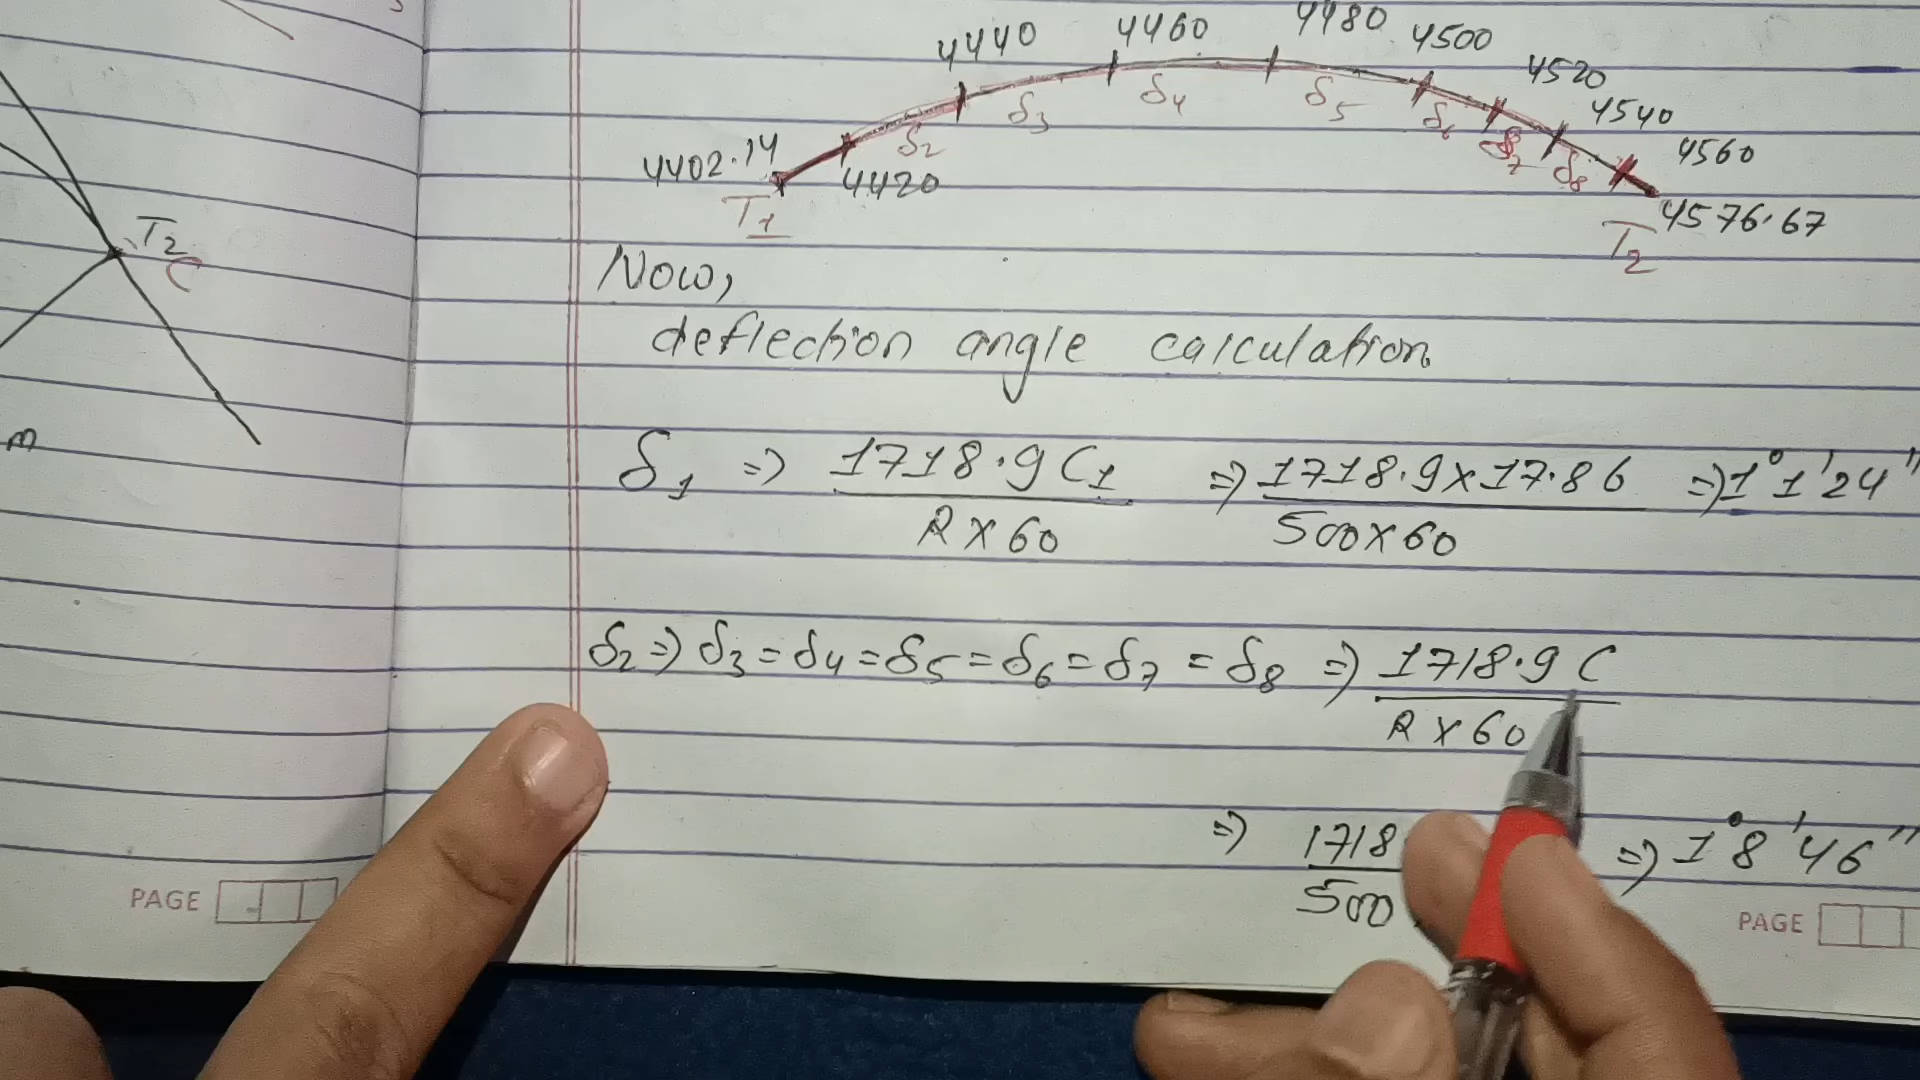 4440 4460 4480 4500 4520 4540 4560
4402.14 4420 4576.67
δ2 δ3 δ4 δ5 δ6 δ7 δ8
T1 T2
T2
C
m
Now,
deflection angle calculation.
δ1 => 1718.9 C1 / R x 60 => 1718.9 x 17.86 / 500 x 60 => 1°1'24"
δ2 => δ3 = δ4 = δ5 = δ6 = δ7 = δ8 => 1718.9 C / R x 60
=> 1718 / 500 => 1°8'46"
PAGE
PAGE